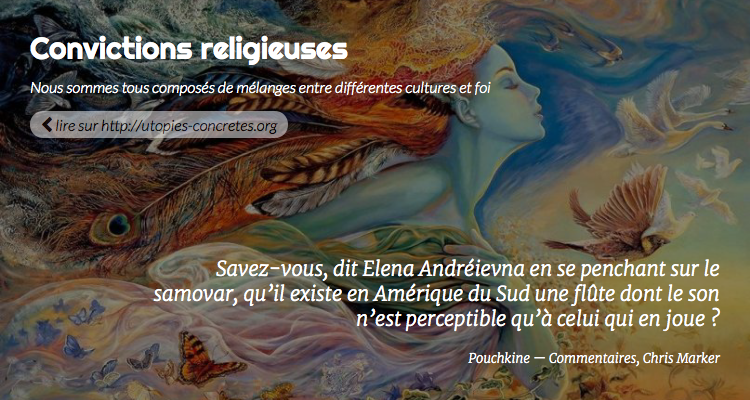 Convictions religieuses
Nous sommes tous composés de mélanges entre différentes cultures et foi
lire sur http://utopies-concretes.org
Savez-vous, dit Elena Andréievna en se penchant sur le
samovar, qu’il existe en Amérique du Sud une flûte dont le son
n’est perceptible qu’à celui qui en joue ?
Pouchkine — Commentaires, Chris Marker